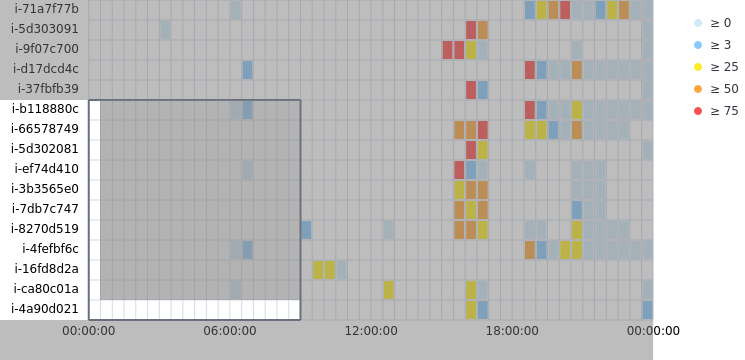 i-71a7f77b
i-5d303091
i-9f07c700
i-d17dcd4c
i-37fbfb39
i-b118880c
i-66578749
i-5d302081
i-ef74d410
i-3b3565e0
i-7db7c747
i-8270d519
i-4fefbf6c
i-16fd8d2a
i-ca80c01a
i-4a90d021
00:00:00 06:00:00 12:00:00 18:00:00 00:00:00
≥ 0
≥ 3
≥ 25
≥ 50
≥ 75